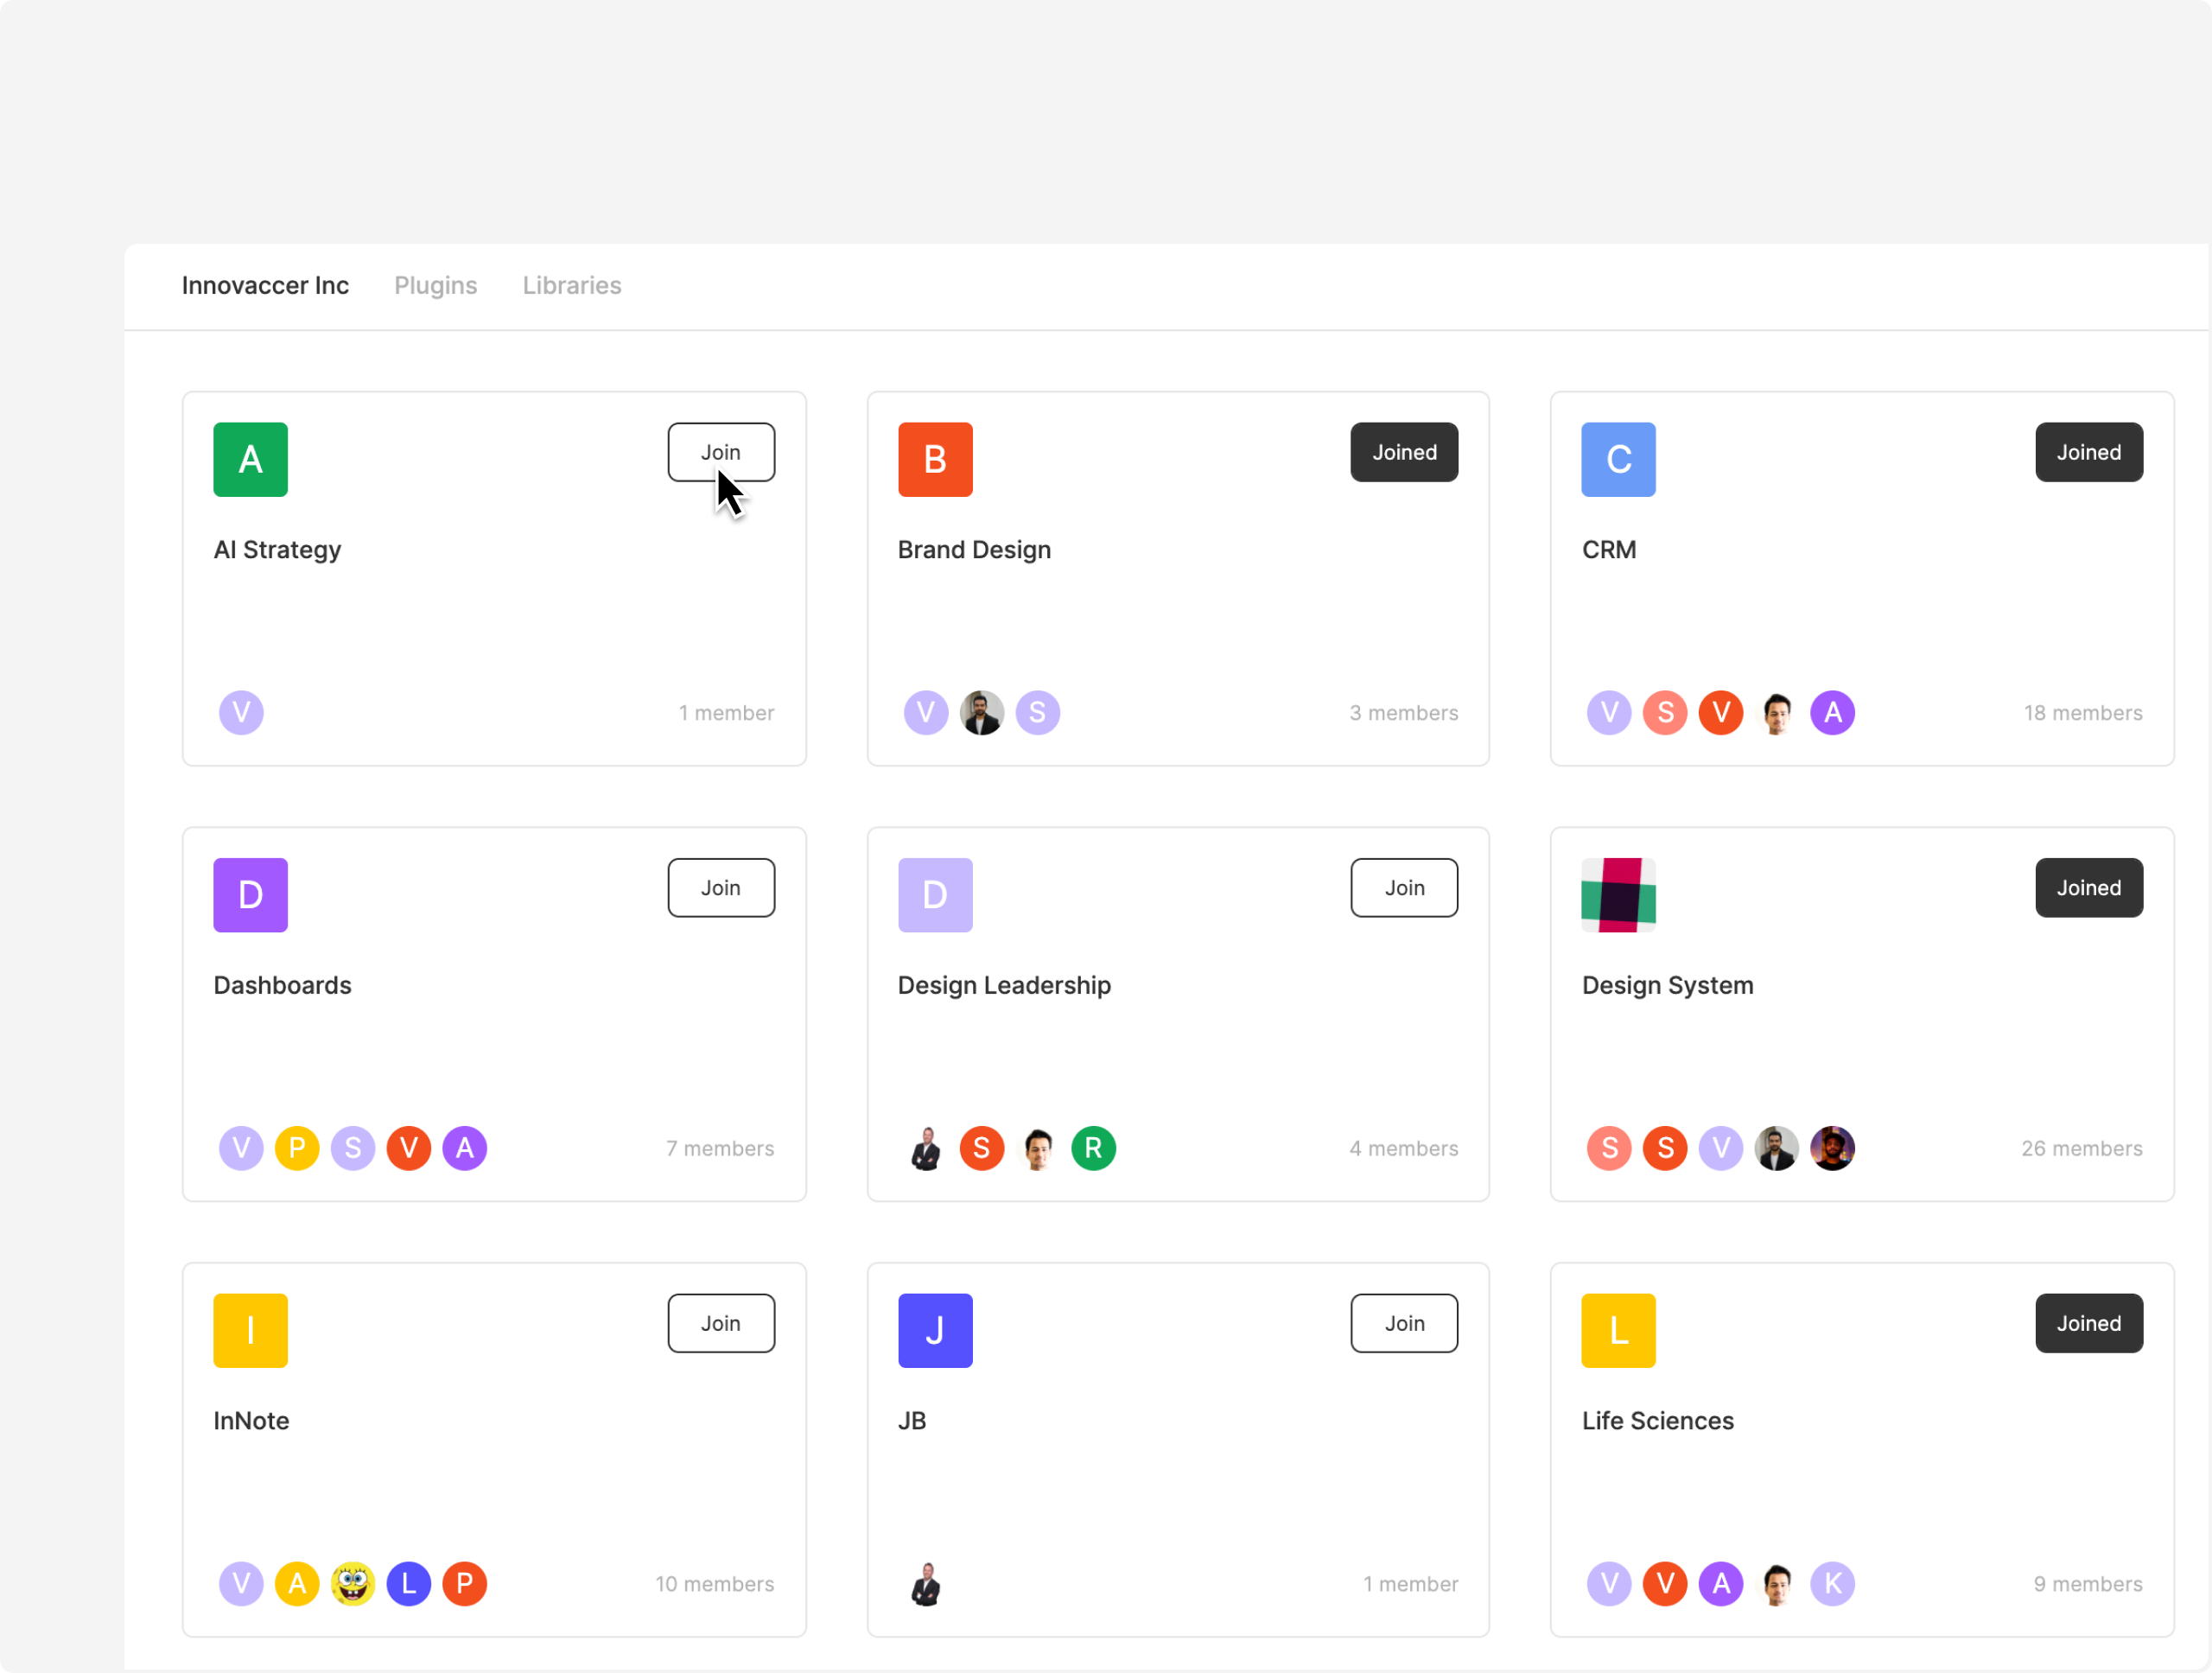 Innovaccer Inc Plugins Libraries
A Join
AI Strategy
V 1 member
B Joined
Brand Design
V S 3 members
C Joined
CRM
V S V A 18 members
D Join
Dashboards
V P S V A 7 members
D Join
Design Leadership
S R 4 members
Joined
Design System
S S V 26 members
I Join
InNote
V A L P 10 members
J Join
JB
1 member
L Joined
Life Sciences
V V A K 9 members